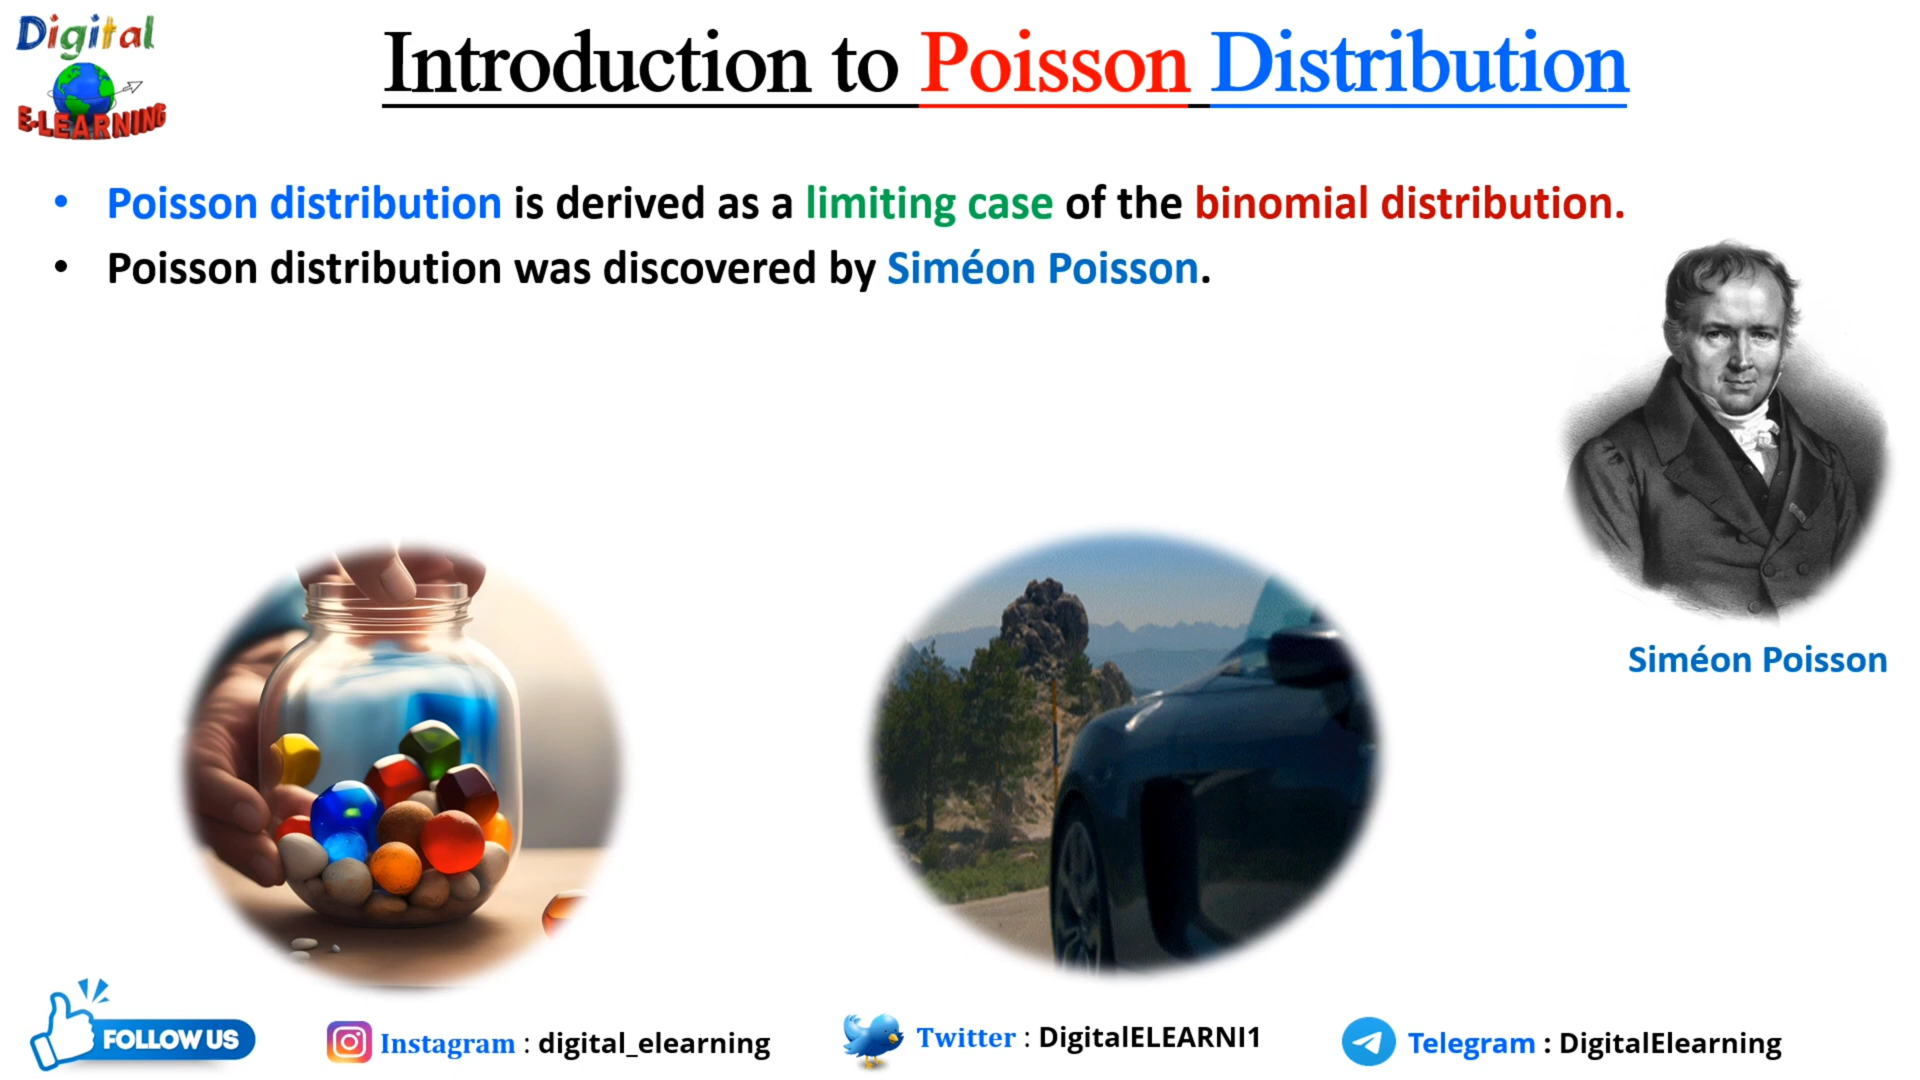 Digital
E-LEARNING
Introduction to Poisson Distribution
• Poisson distribution is derived as a limiting case of the binomial distribution.
• Poisson distribution was discovered by Siméon Poisson.
Siméon Poisson
FOLLOW US
Instagram : digital_elearning
Twitter : DigitalELEARNI1
Telegram : DigitalElearning